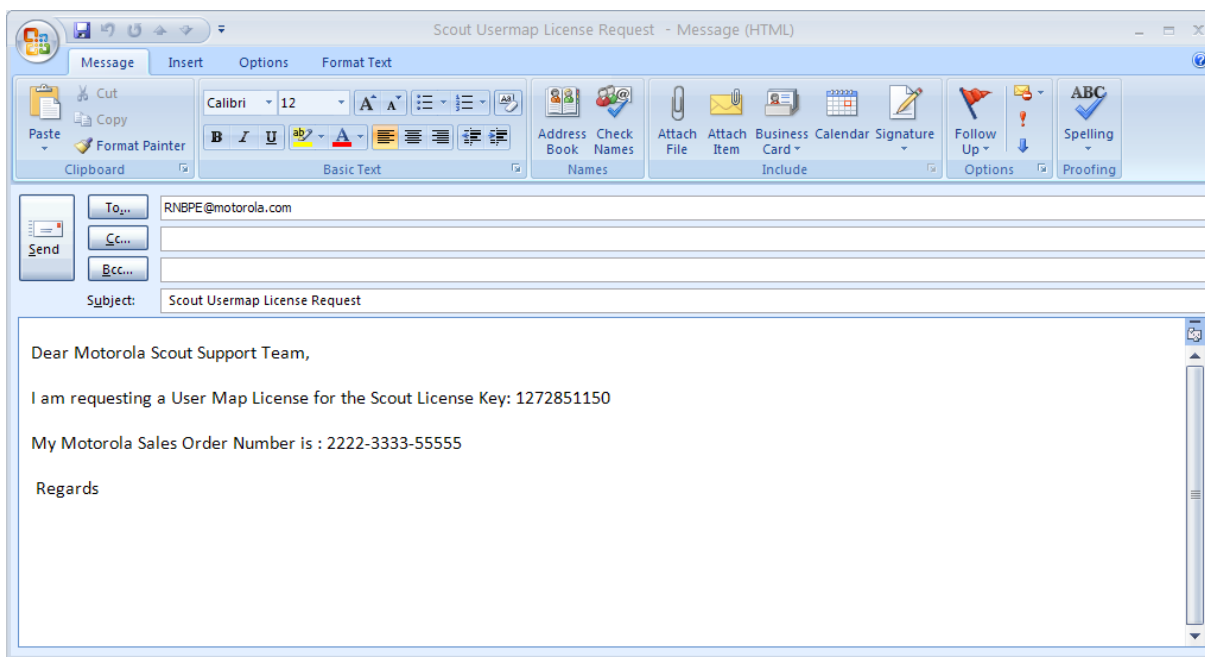 Scout Usermap License Request - Message (HTML)
Message Insert Options Format Text
Cut
Copy
Format Painter
Paste
Clipboard
Calibri 12
B I U
Basic Text
Address Book
Check Names
Names
Attach File
Attach Item
Business Card
Calendar
Signature
Include
Follow Up
Options
ABC
Spelling
Proofing
Send
To...
RNBPE@motorola.com
Cc...
Bcc...
Subject:
Scout Usermap License Request
Dear Motorola Scout Support Team,
I am requesting a User Map License for the Scout License Key: 1272851150
My Motorola Sales Order Number is : 2222-3333-55555
Regards